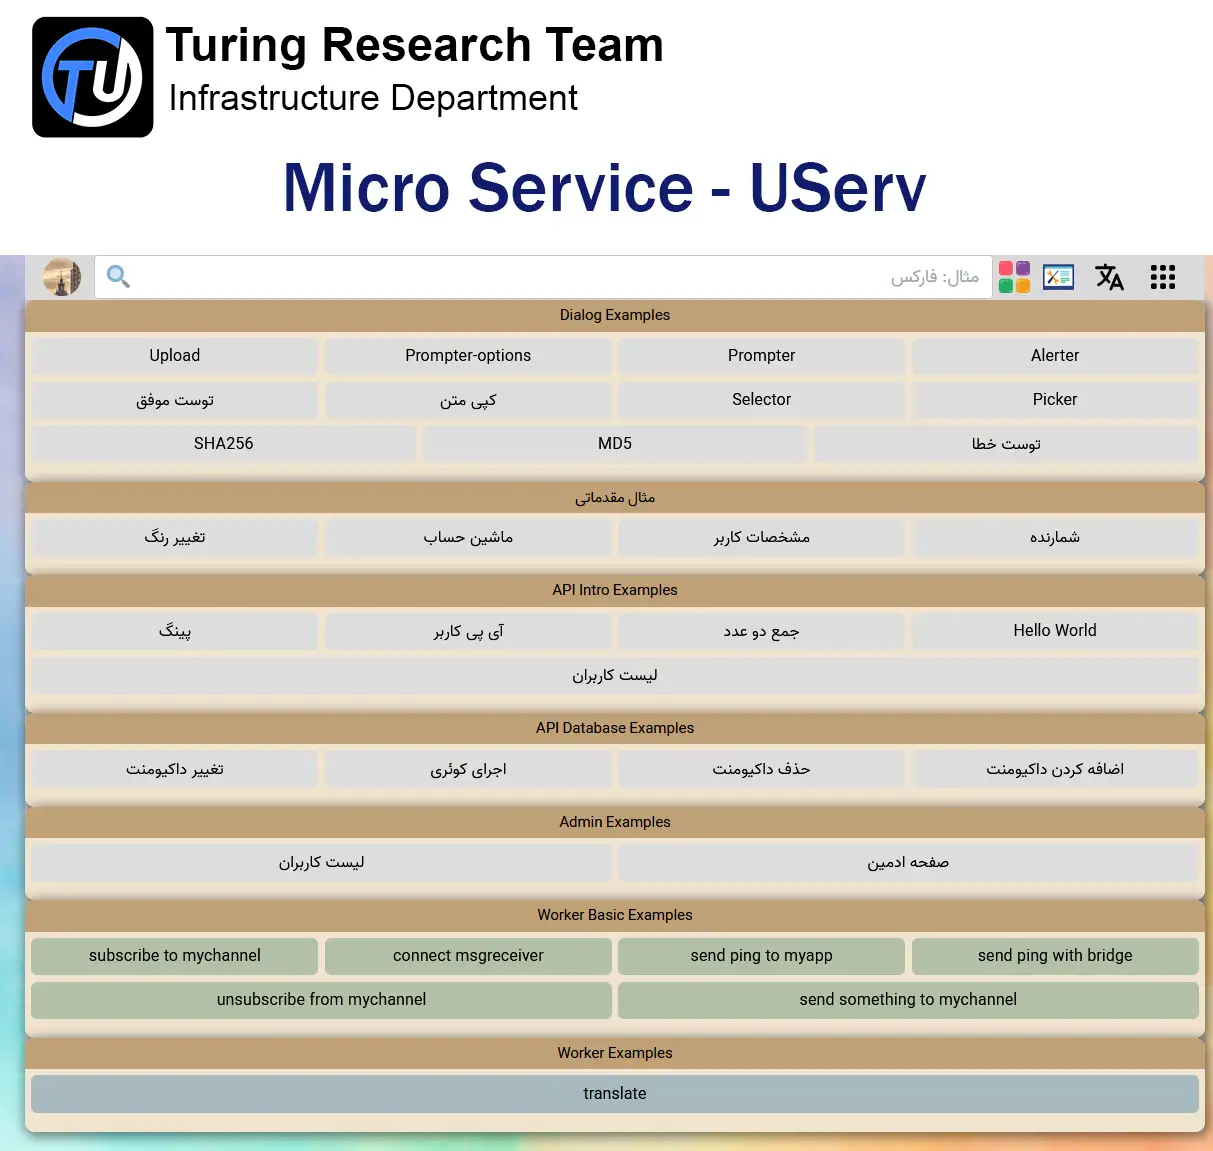 TU
Turing Research Team
Infrastructure Department
Micro Service - UServ
مثال: فارکس
Dialog Examples
Upload Prompter-options Prompter Alerter
توست موفق کپی متن Selector Picker
SHA256 MD5 توست خطا
مثال مقدماتی
تغییر رنگ ماشین حساب مشخصات کاربر شمارنده
API Intro Examples
پینگ آی پی کاربر جمع دو عدد Hello World
لیست کاربران
API Database Examples
تغییر داکیومنت اجرای کوئری حذف داکیومنت اضافه کردن داکیومنت
Admin Examples
لیست کاربران صفحه ادمین
Worker Basic Examples
subscribe to mychannel connect msgreceiver send ping to myapp send ping with bridge
unsubscribe from mychannel send something to mychannel
Worker Examples
translate